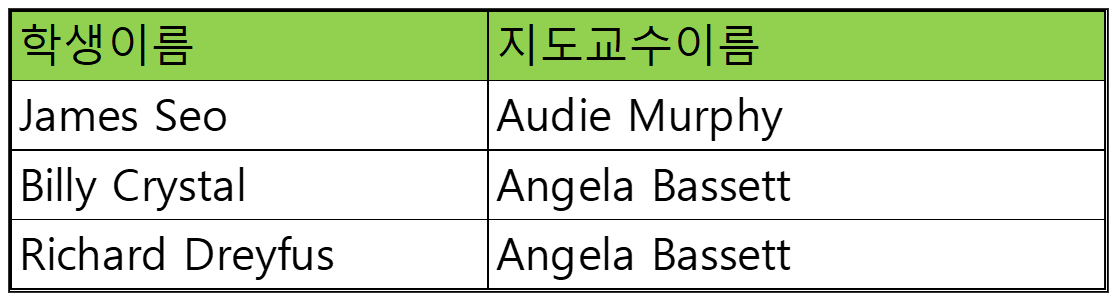 학생이름 지도교수이름
James Seo Audie Murphy
Billy Crystal Angela Bassett
Richard Dreyfus Angela Bassett